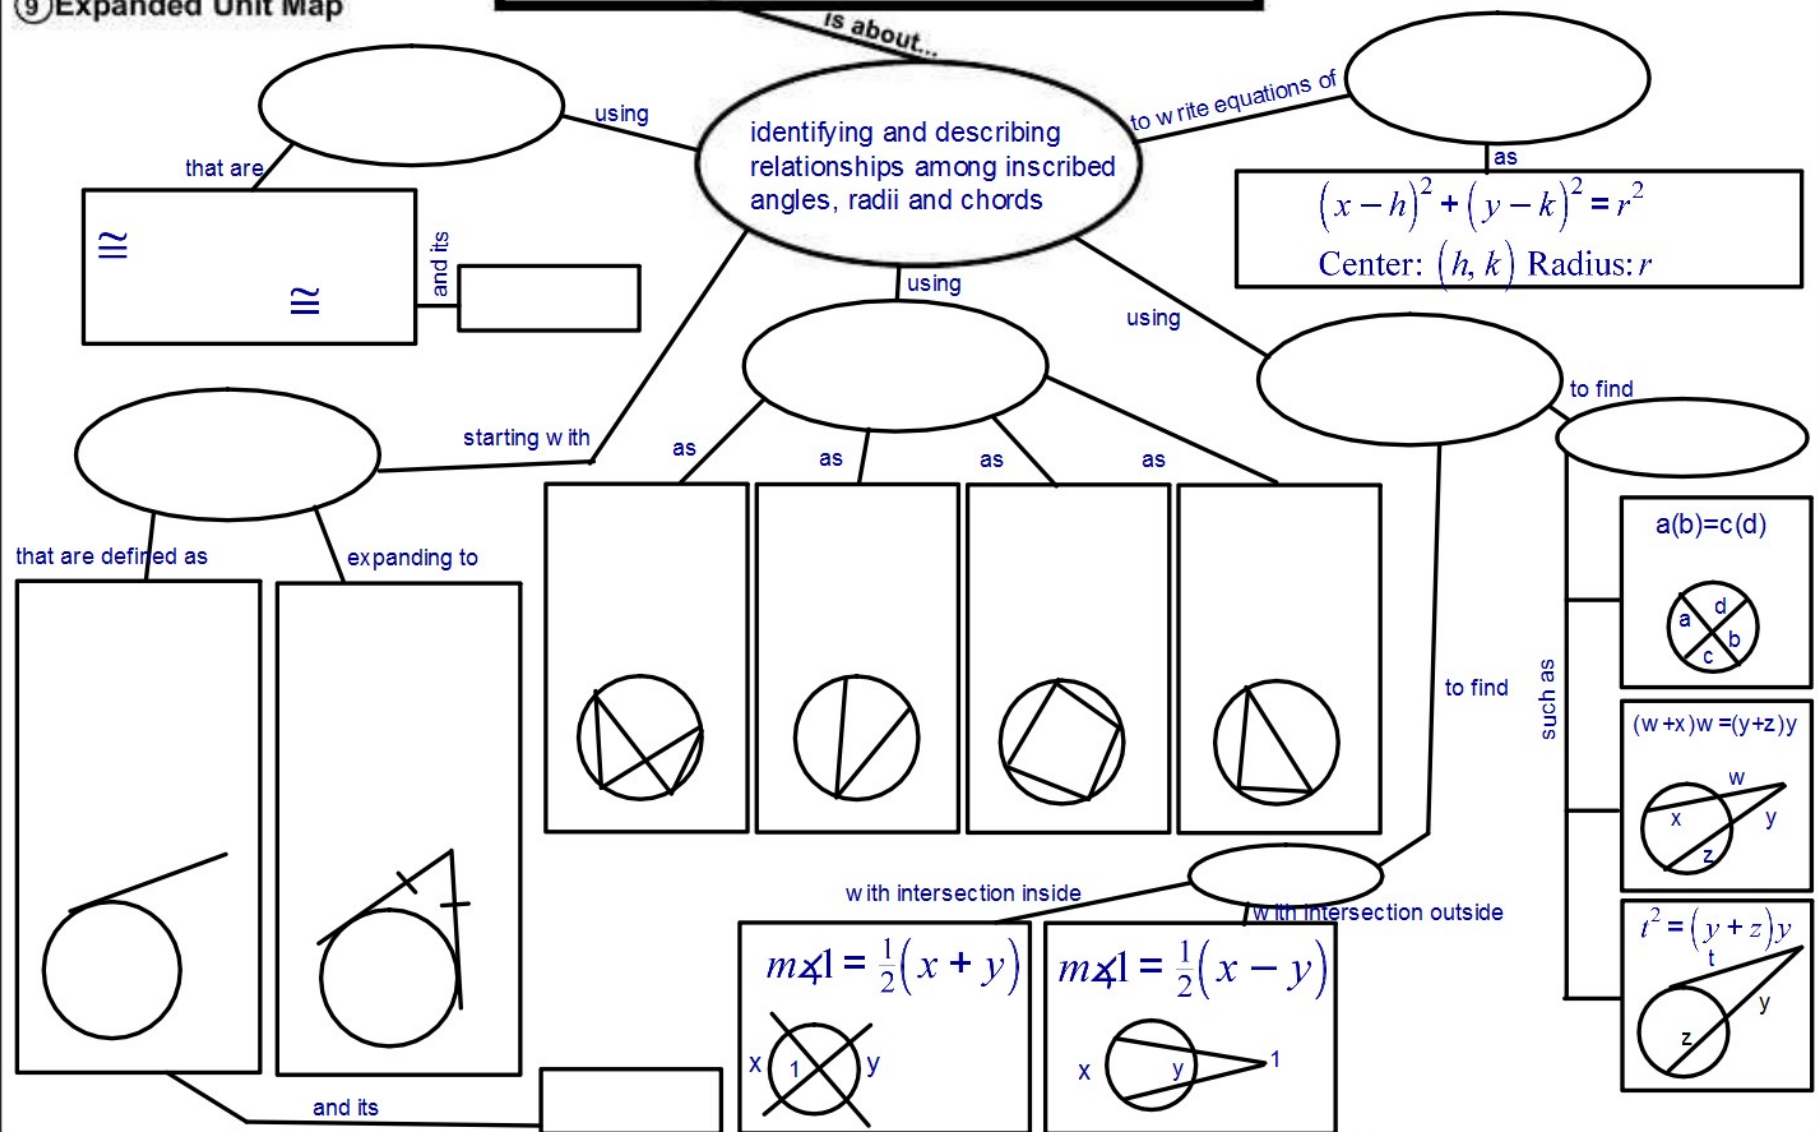 9 Expanded Unit Map
is about...
using
identifying and describing
relationships among inscribed
angles, radii and chords
to write equations of
that are
as
≅
≅
and its
(x − h)² + (y − k)² = r²
Center: (h, k) Radius: r
using
using
to find
starting with
as
as
as
as
that are defined as
expanding to
such as
a(b)=c(d)
a
d
b
c
to find
(w+x)w =(y+z)y
w
x
y
z
with intersection inside
with intersection outside
m∡1 = ½(x + y)
x
1
y
m∡1 = ½(x − y)
x
y
1
t² = (y + z)y
t
y
z
and its